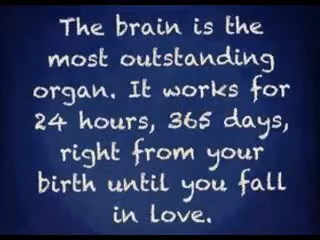 The brain is the
most outstanding
organ. It works for
24 hours, 365 days,
right from your
birth until you fall
in love.